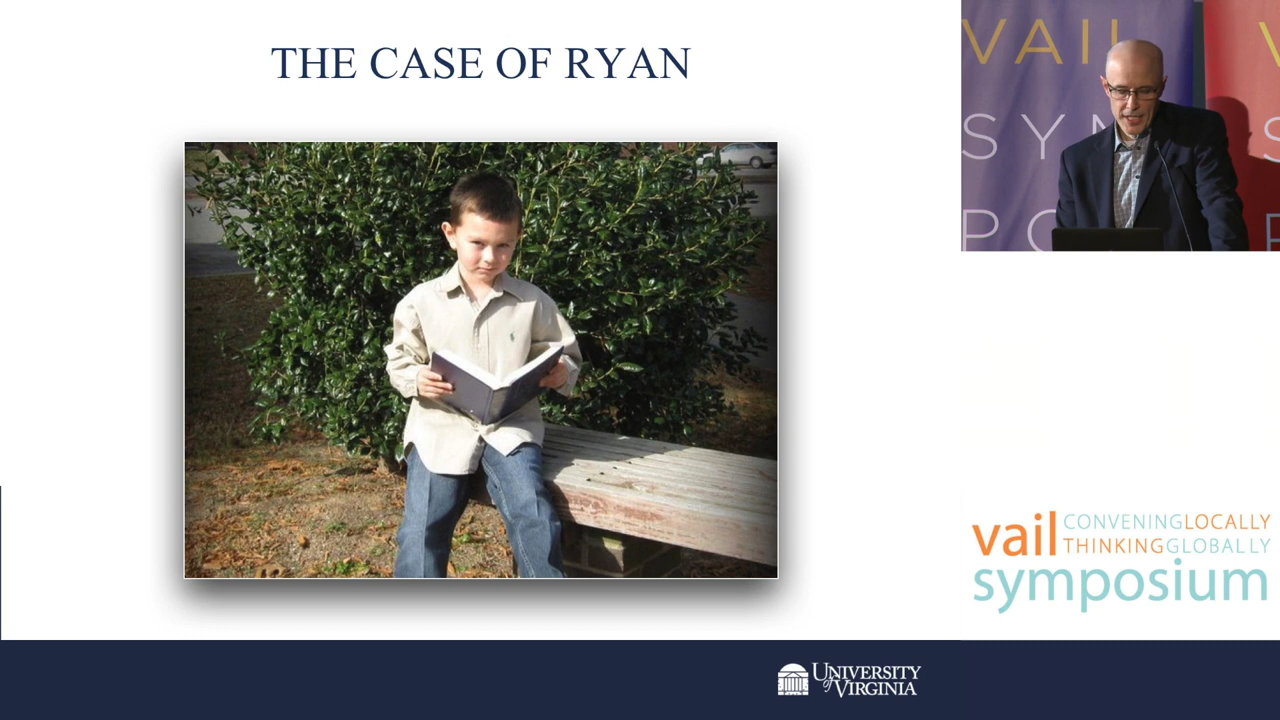 THE CASE OF RYAN
VAIL
SYM
PO
V
S
vail CONVENINGLOCALLY
THINKINGGLOBALLY
symposium
UNIVERSITY
of VIRGINIA